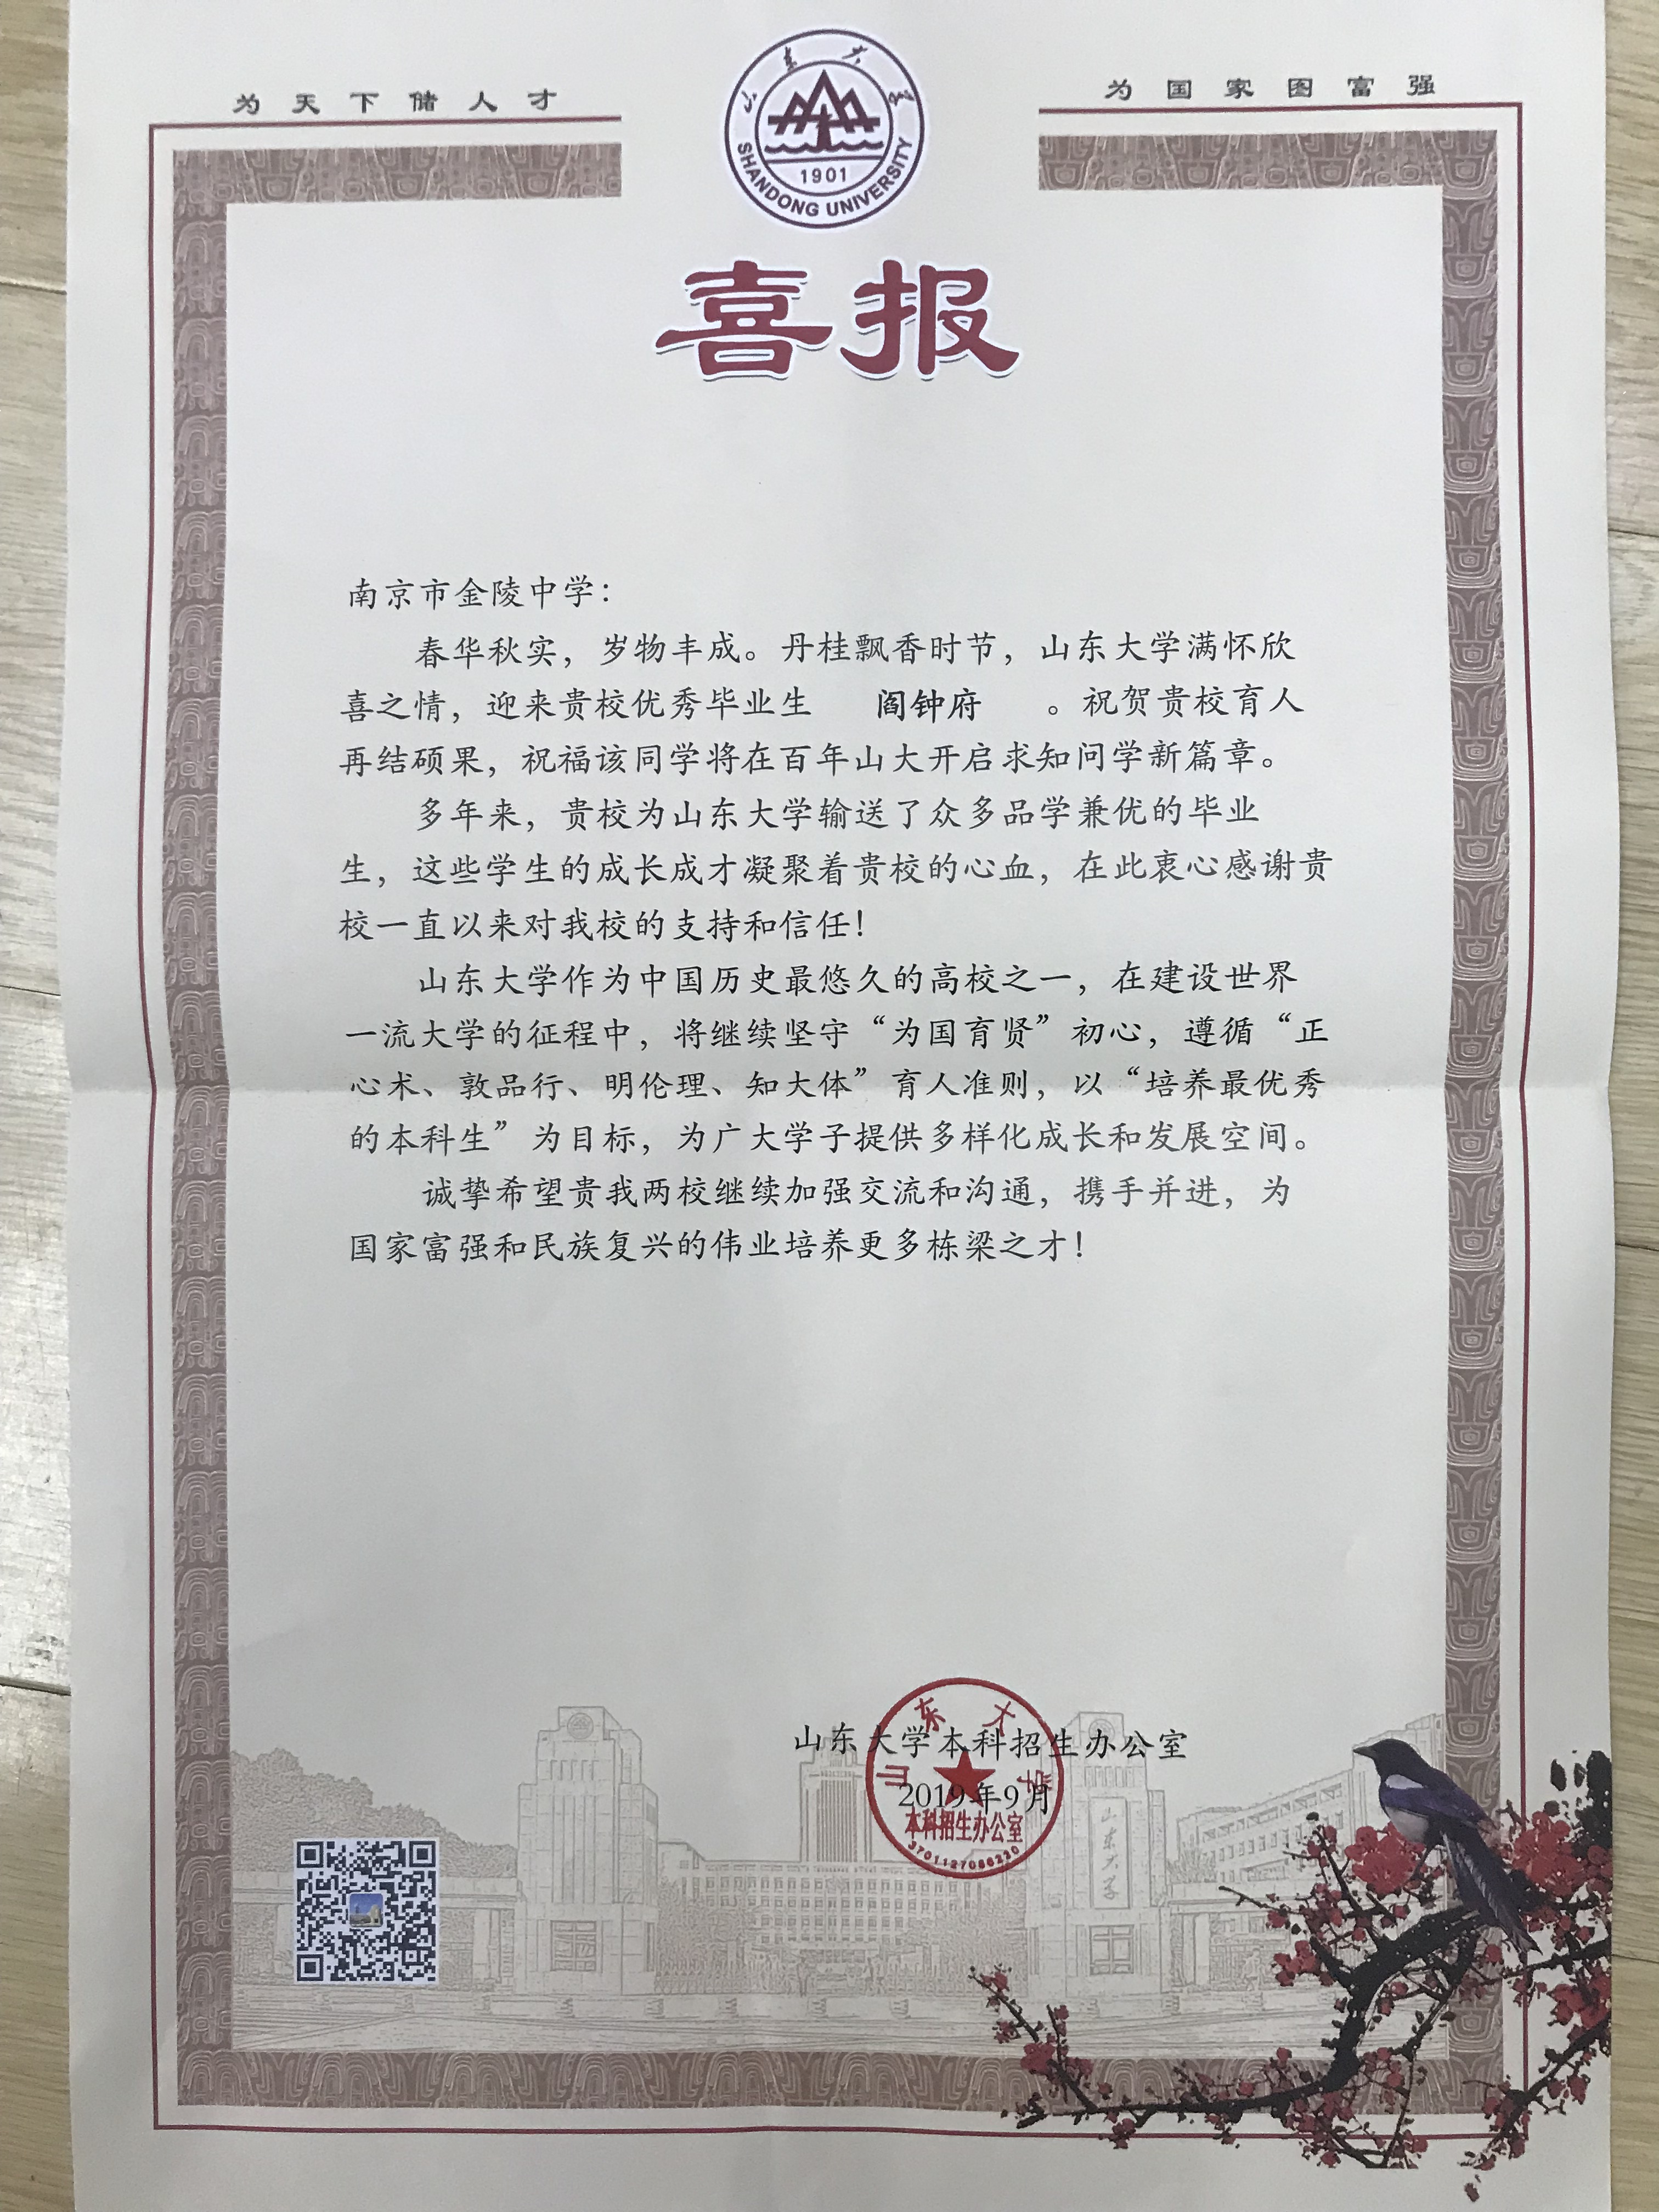 为天下储人才
为国家图富强
山东大学
1901
SHANDONG UNIVERSITY
喜报
南京市金陵中学：
春华秋实，岁物丰成。丹桂飘香时节，山东大学满怀欣
喜之情，迎来贵校优秀毕业生 阎钟府 。祝贺贵校育人
再结硕果，祝福该同学将在百年山大开启求知问学新篇章。
多年来，贵校为山东大学输送了众多品学兼优的毕业
生，这些学生的成长成才凝聚着贵校的心血，在此衷心感谢贵
校一直以来对我校的支持和信任！
山东大学作为中国历史最悠久的高校之一，在建设世界
一流大学的征程中，将继续坚守“为国育贤”初心，遵循“正
心术、敦品行、明伦理、知大体”育人准则，以“培养最优秀
的本科生”为目标，为广大学子提供多样化成长和发展空间。
诚挚希望贵我两校继续加强交流和沟通，携手并进，为
国家富强和民族复兴的伟业培养更多栋梁之才！
山东大学本科招生办公室
2019年9月
山东大学
本科招生办公室
3701127086220
山东大学